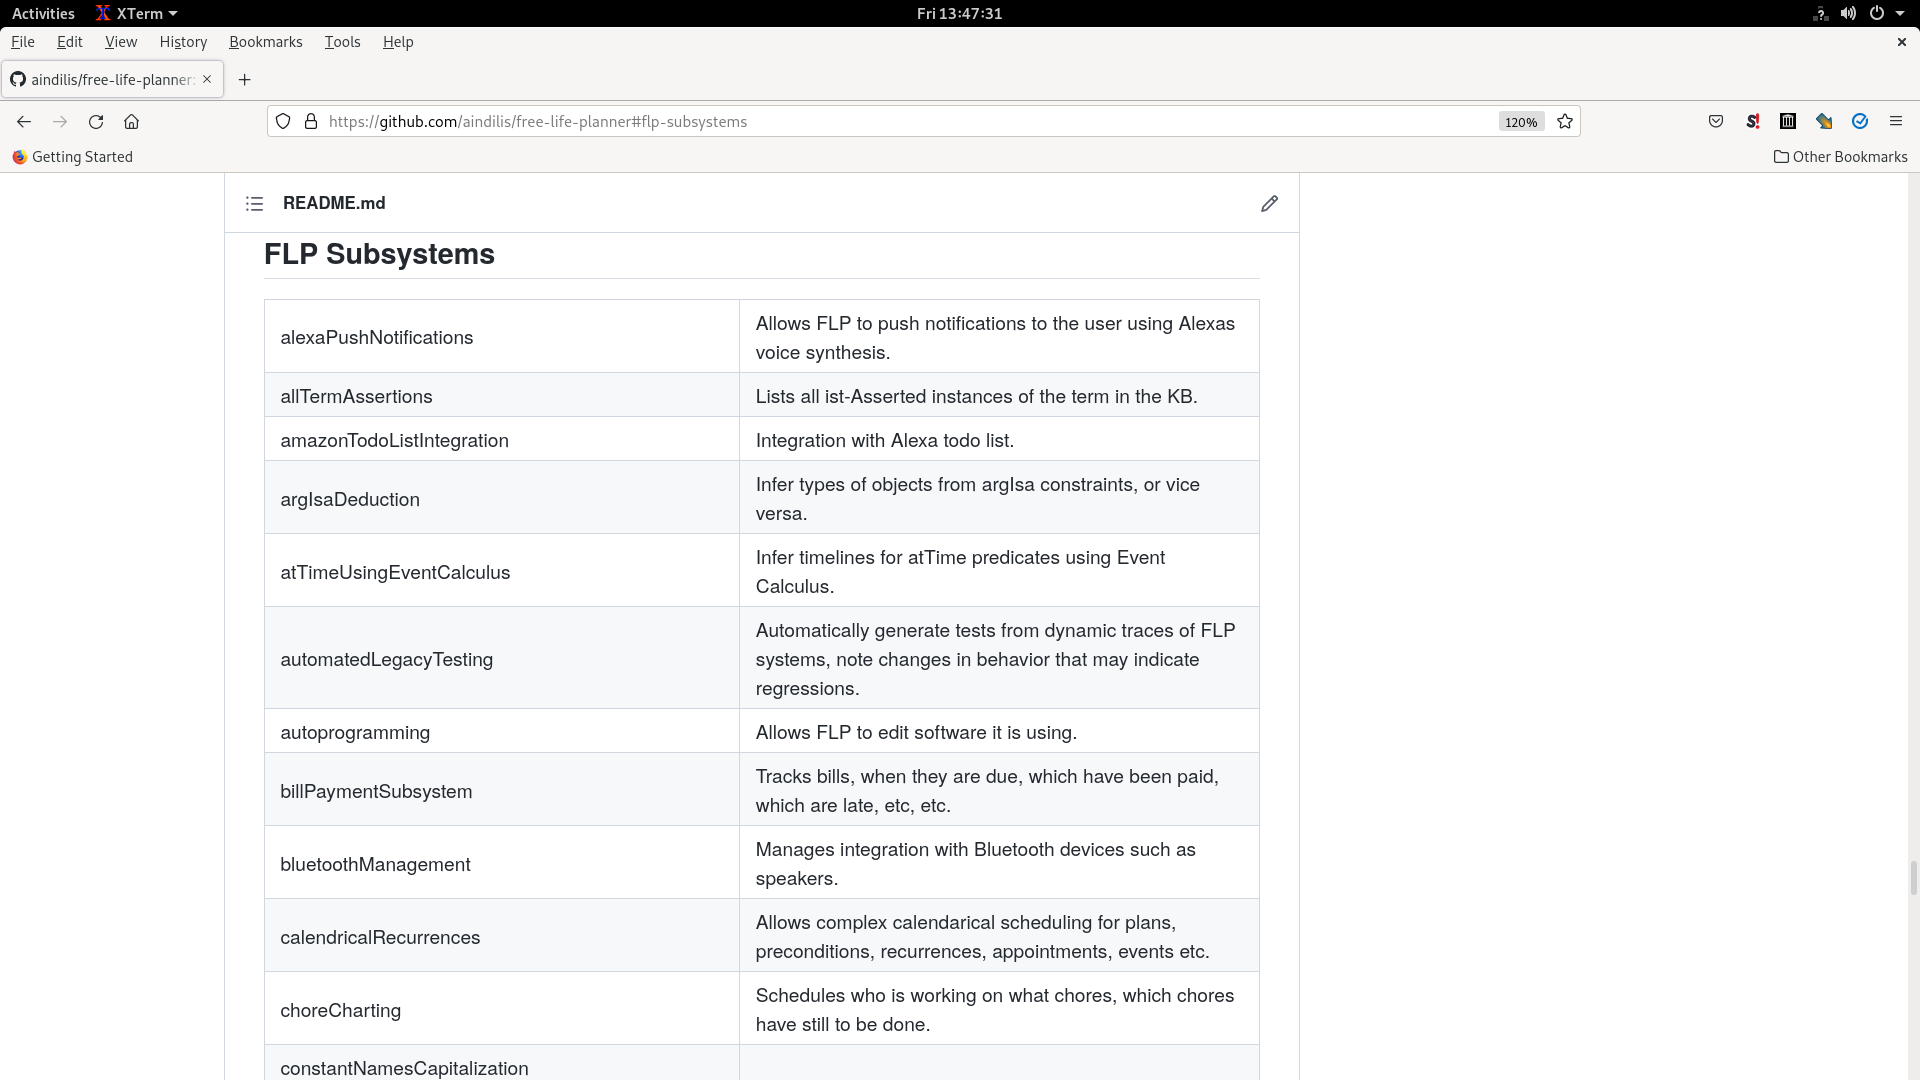 Activities XTerm Fri 13:47:31
File Edit View History Bookmarks Tools Help
aindilis/free-life-planner:
https://github.com/aindilis/free-life-planner#flp-subsystems 120%
Getting Started Other Bookmarks
README.md
FLP Subsystems
alexaPushNotifications
Allows FLP to push notifications to the user using Alexas
voice synthesis.
allTermAssertions
Lists all ist-Asserted instances of the term in the KB.
amazonTodoListIntegration
Integration with Alexa todo list.
argIsaDeduction
Infer types of objects from argIsa constraints, or vice
versa.
atTimeUsingEventCalculus
Infer timelines for atTime predicates using Event
Calculus.
automatedLegacyTesting
Automatically generate tests from dynamic traces of FLP
systems, note changes in behavior that may indicate
regressions.
autoprogramming
Allows FLP to edit software it is using.
billPaymentSubsystem
Tracks bills, when they are due, which have been paid,
which are late, etc, etc.
bluetoothManagement
Manages integration with Bluetooth devices such as
speakers.
calendricalRecurrences
Allows complex calendarical scheduling for plans,
preconditions, recurrences, appointments, events etc.
choreCharting
Schedules who is working on what chores, which chores
have still to be done.
constantNamesCapitalization